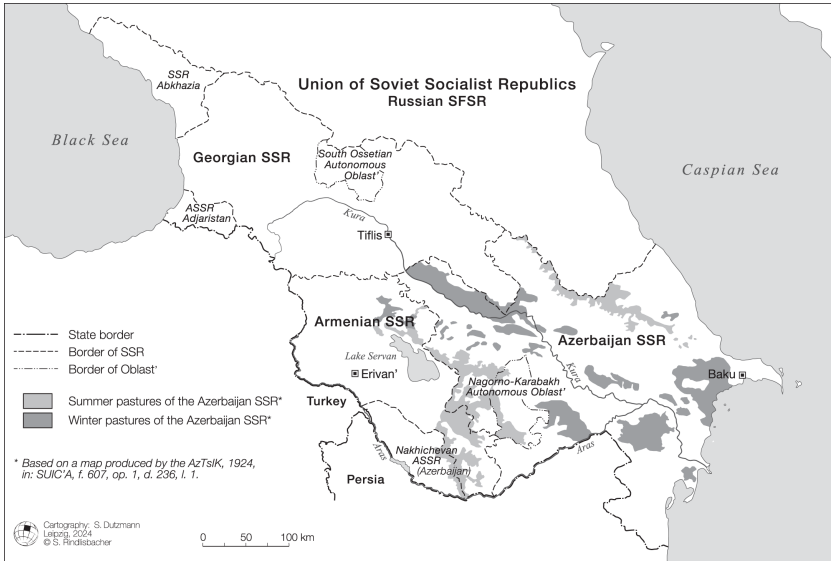 Union of Soviet Socialist Republics
Russian SFSR
SSR
Abkhazia
Black Sea
Georgian SSR
South Ossetian
Autonomous
Oblast'
Caspian Sea
ASSR
Adjaristan
Kura
Tiflis
Armenian SSR
Azerbaijan SSR
Lake Servan
Erivan'
Kura
Baku
Nagorno-Karabakh
Autonomous Oblast'
Turkey
Aras
Nakhichevan
ASSR
(Azerbaijan)
Aras
Persia
State border
Border of SSR
Border of Oblast'
Summer pastures of the Azerbaijan SSR*
Winter pastures of the Azerbaijan SSR*
* Based on a map produced by the AzTsIK, 1924,
in: SUIC'A, f. 607, op. 1, d. 236, l. 1.
Cartography: S. Dutzmann
Leipzig, 2024
© S. Rindlisbacher
0 50 100 km